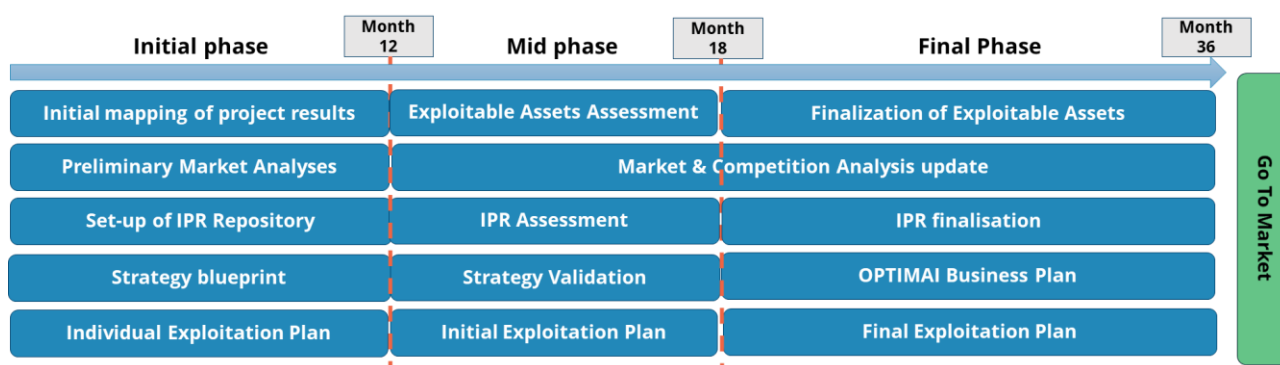 Initial phase
Month
12
Mid phase
Month
18
Final Phase
Month
36
Initial mapping of project results
Exploitable Assets Assessment
Finalization of Exploitable Assets
Preliminary Market Analyses
Market & Competition Analysis update
Set-up of IPR Repository
IPR Assessment
IPR finalisation
Strategy blueprint
Strategy Validation
OPTIMAI Business Plan
Individual Exploitation Plan
Initial Exploitation Plan
Final Exploitation Plan
Go To Market